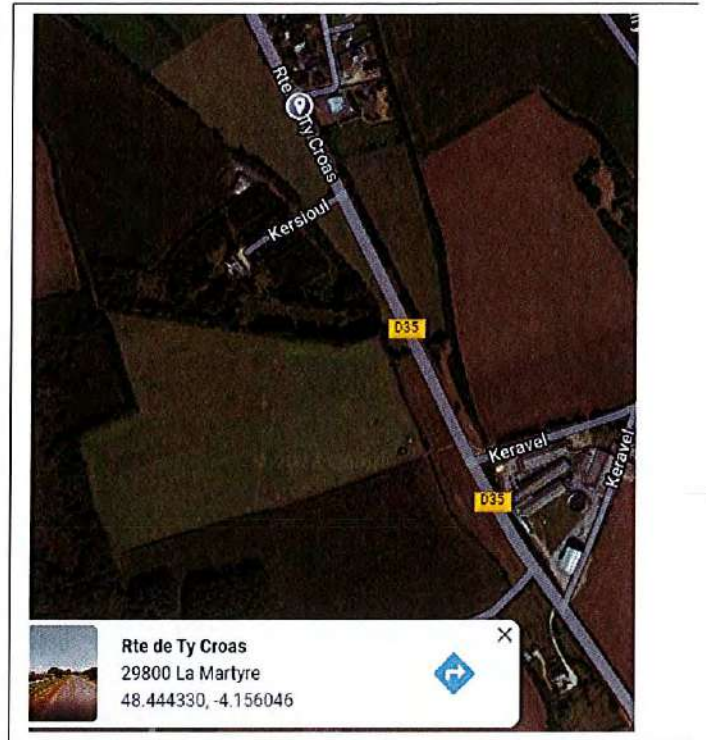 Rte de Ty Croas
Kersioul
D35
Keravel
Keravel
D35
Rte de Ty Croas
29800 La Martyre
48.444330, -4.156046